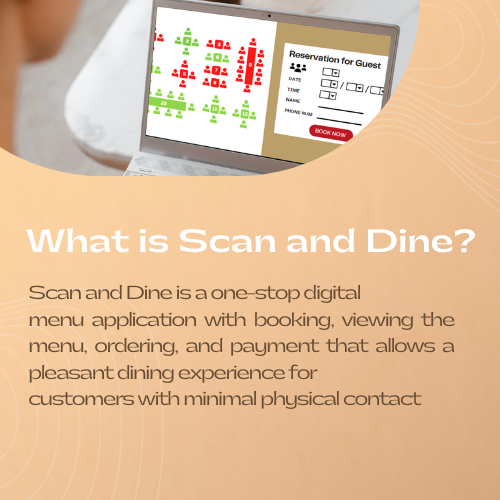 Reservation for Guest
DATE
/ /
TIME
NAME
PHONE NUM
BOOK NOW
What is Scan and Dine?
Scan and Dine is a one-stop digital
menu application with booking, viewing the
menu, ordering, and payment that allows a
pleasant dining experience for
customers with minimal physical contact